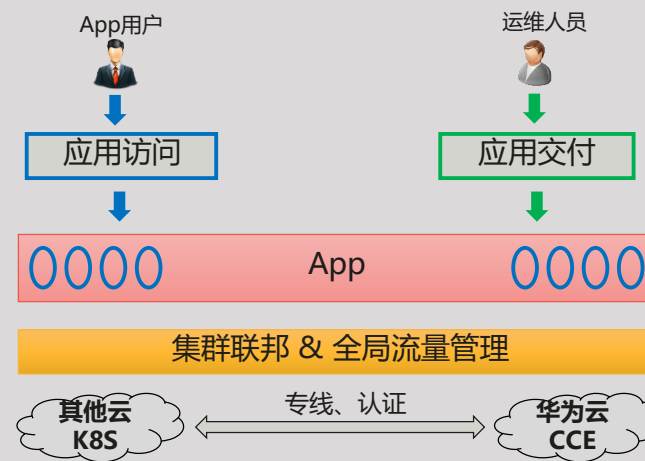 App用户
运维人员
应用访问
应用交付
App
集群联邦 & 全局流量管理
其他云
K8S
专线、认证
华为云
CCE